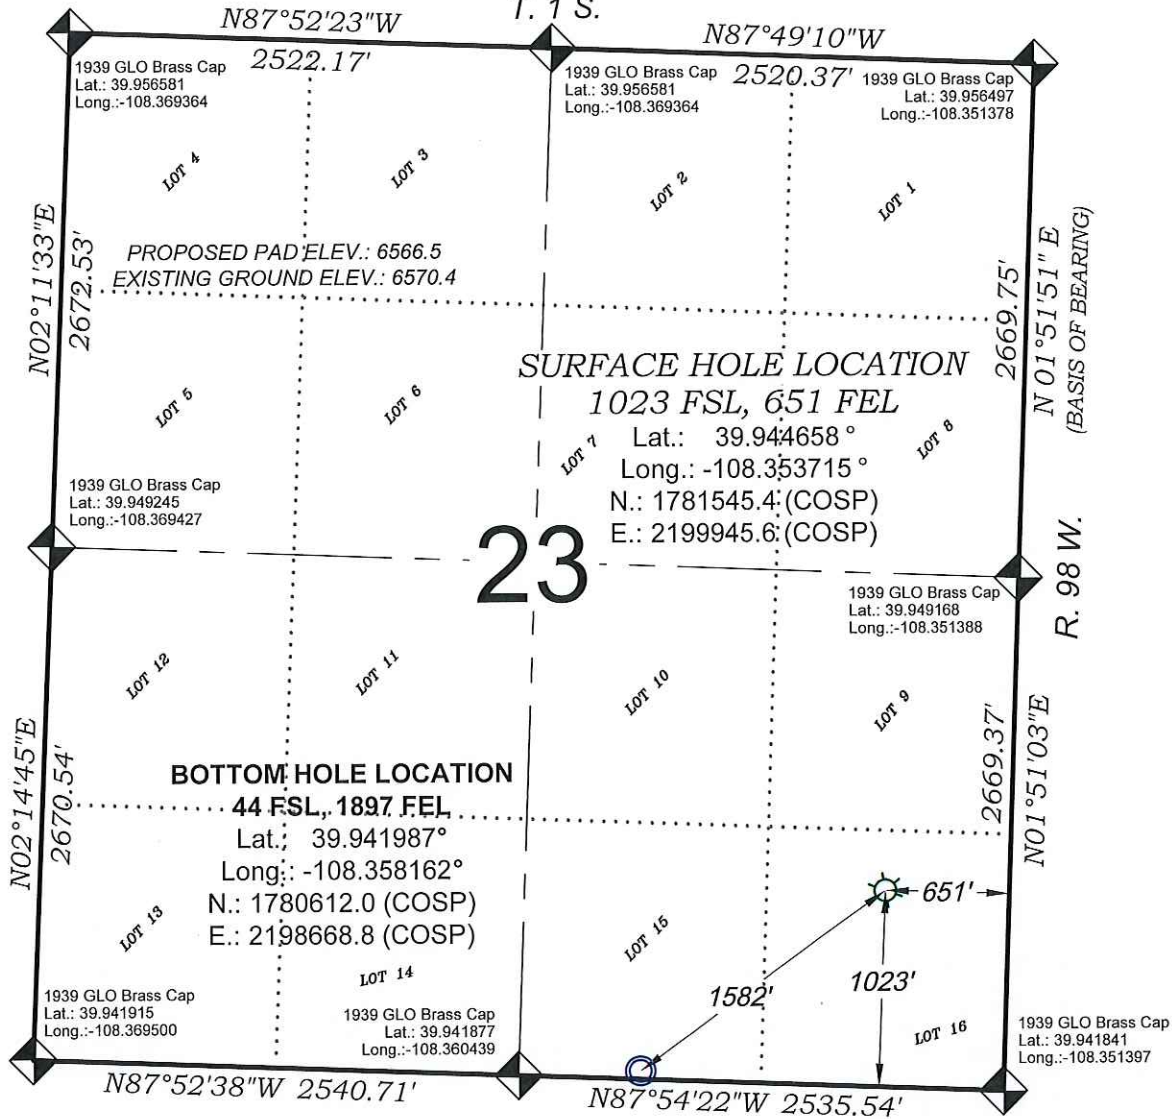 T. 1 S.
N87°52'23"W
2522.17'
N87°49'10"W
2520.37'
1939 GLO Brass Cap
Lat.: 39.956581
Long.:-108.369364
1939 GLO Brass Cap
Lat.: 39.956581
Long.:-108.369364
1939 GLO Brass Cap
Lat.: 39.956497
Long.:-108.351378
LOT 4
LOT 3
LOT 2
LOT 1
N02°11'33"E
2672.53'
PROPOSED PAD ELEV.: 6566.5
EXISTING GROUND ELEV.: 6570.4
2669.75'
N 01°51'51" E
(BASIS OF BEARING)
SURFACE HOLE LOCATION
1023 FSL, 651 FEL
Lat.: 39.944658°
Long.: -108.353715°
N.: 1781545.4 (COSP)
E.: 2199945.6 (COSP)
LOT 5
LOT 6
LOT 7
LOT 8
1939 GLO Brass Cap
Lat.: 39.949245
Long.:-108.369427
23
1939 GLO Brass Cap
Lat.: 39.949168
Long.:-108.351388
R. 98 W.
LOT 12
LOT 11
LOT 10
LOT 9
N02°14'45"E
2670.54'
BOTTOM HOLE LOCATION
44 FSL, 1897 FEL
Lat.: 39.941987°
Long.: -108.358162°
N.: 1780612.0 (COSP)
E.: 2198668.8 (COSP)
2669.37'
N01°51'03"E
651'
1023'
1582'
LOT 13
LOT 14
LOT 15
LOT 16
1939 GLO Brass Cap
Lat.: 39.941915
Long.:-108.369500
1939 GLO Brass Cap
Lat.: 39.941877
Long.:-108.360439
1939 GLO Brass Cap
Lat.: 39.941841
Long.:-108.351397
N87°52'38"W 2540.71'
N87°54'22"W 2535.54'